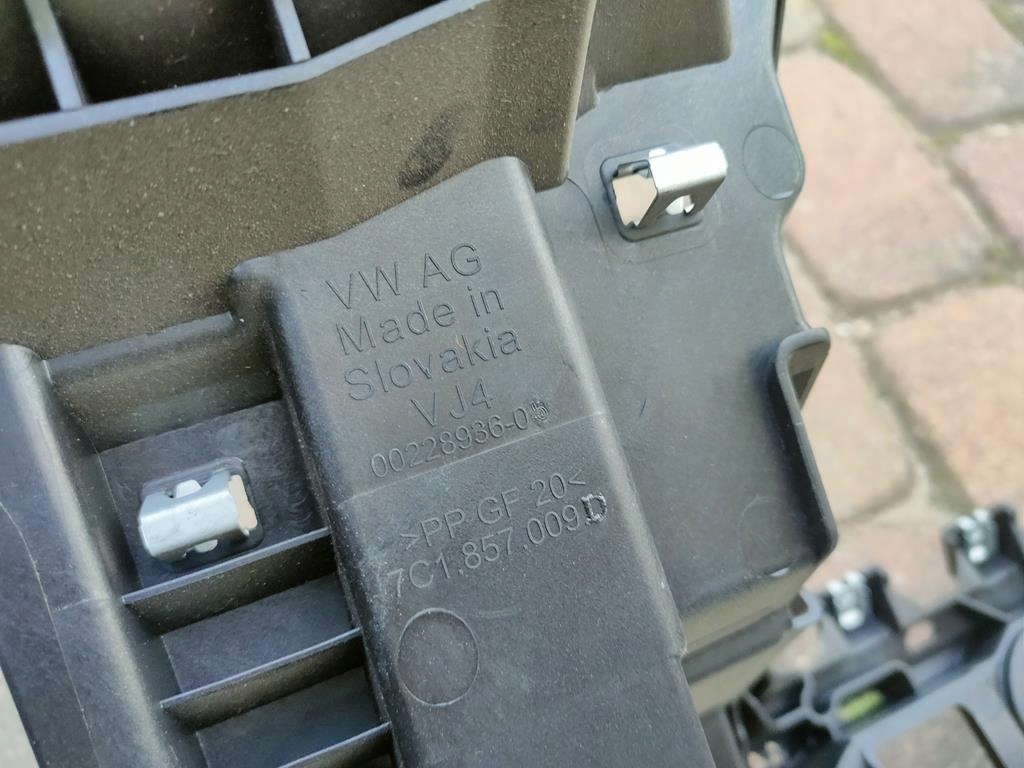 VW AG
Made in
Slovakia
VJ4
00228936-05
>PP GF 20<
7C1.857.009D